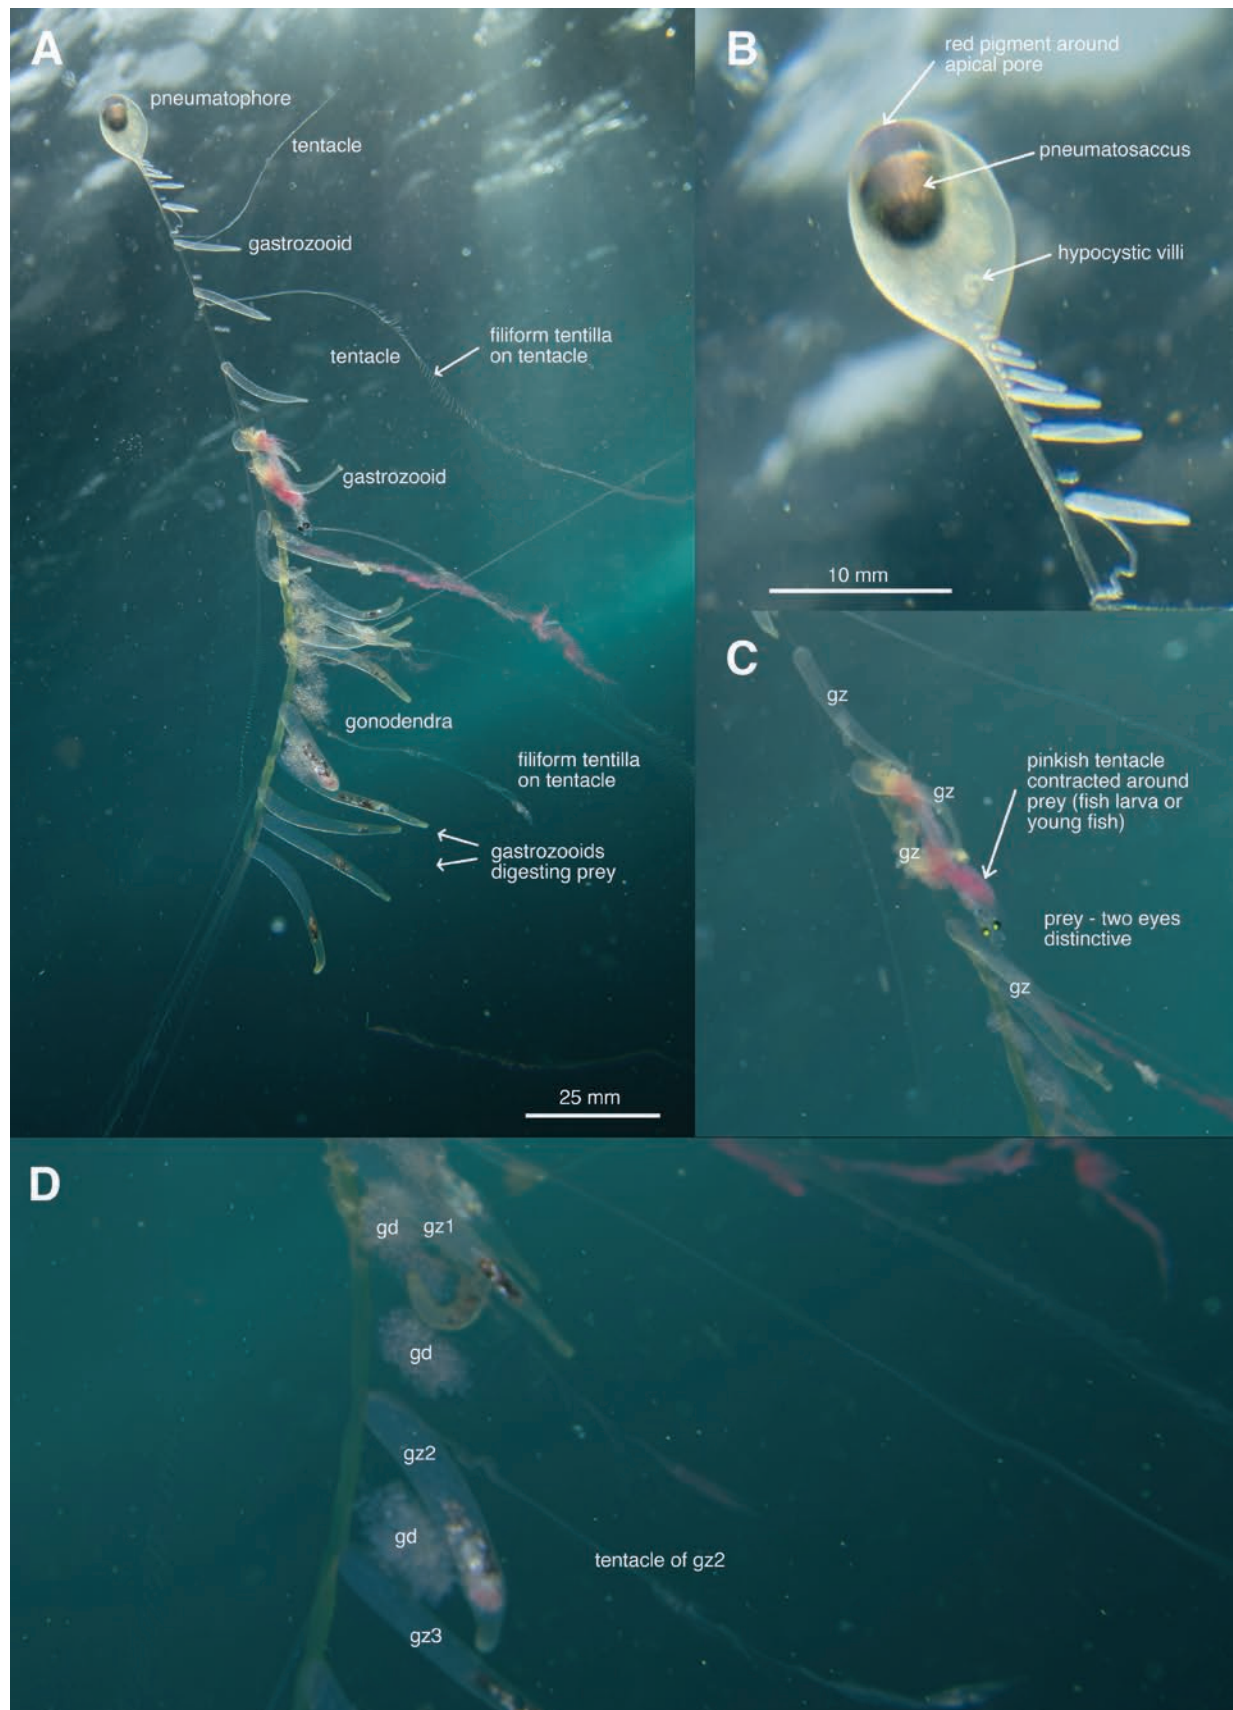 A
pneumatophore
tentacle
gastrozooid
filiform tentilla
on tentacle
tentacle
gastrozooid
gonodendra
filiform tentilla
on tentacle
gastrozooids
digesting prey
25 mm
B
red pigment around
apical pore
pneumatosaccus
hypocystic villi
10 mm
C
gz
gz
gz
pinkish tentacle
contracted around
prey (fish larva or
young fish)
prey - two eyes
distinctive
gz
D
gd
gz1
gd
gz2
gd
tentacle of gz2
gz3